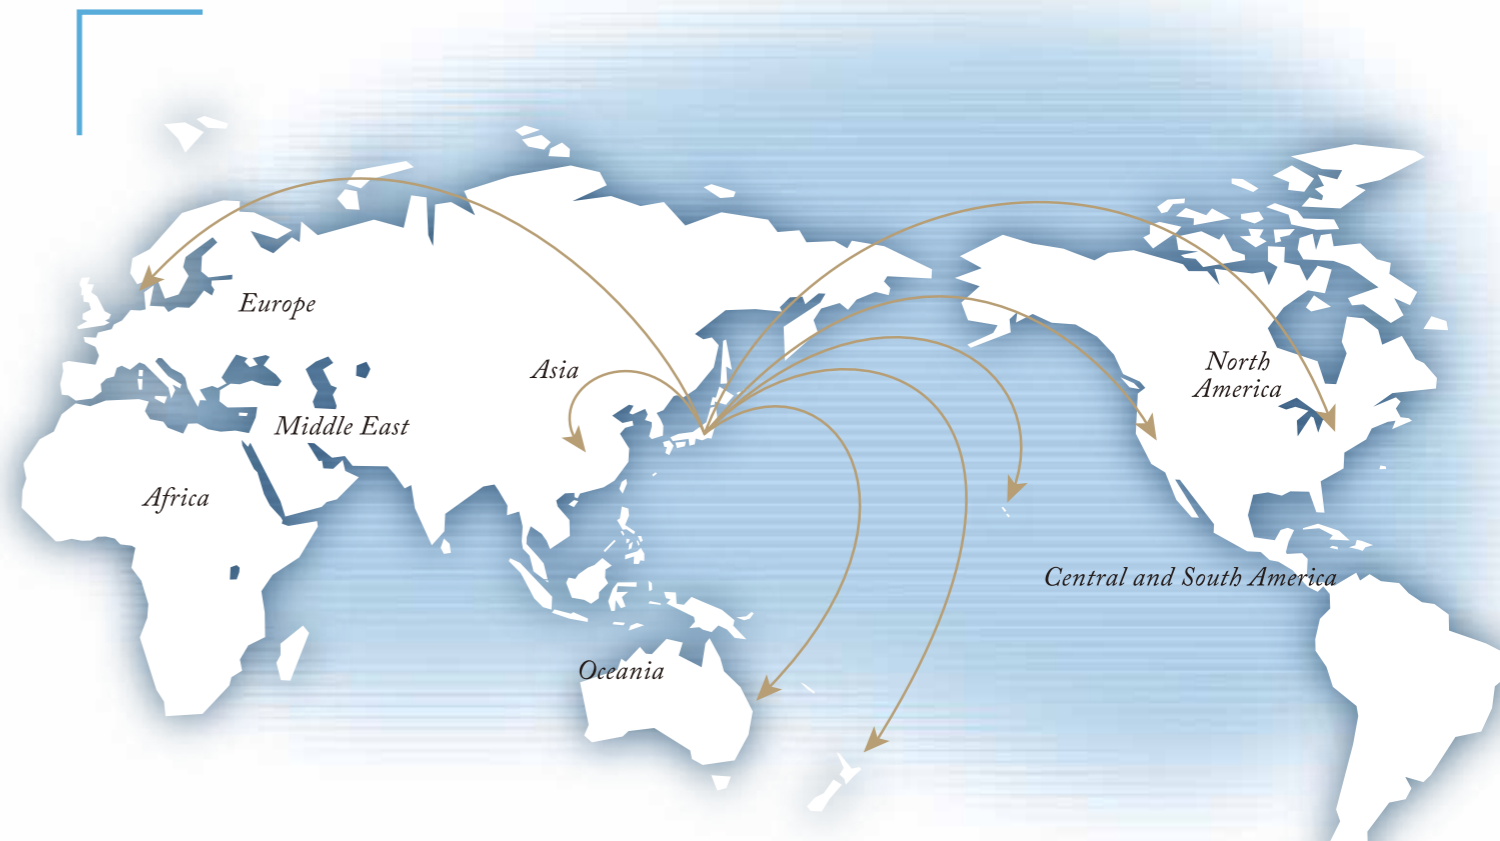 Europe
Asia
North
America
Middle East
Africa
Central and South America
Oceania